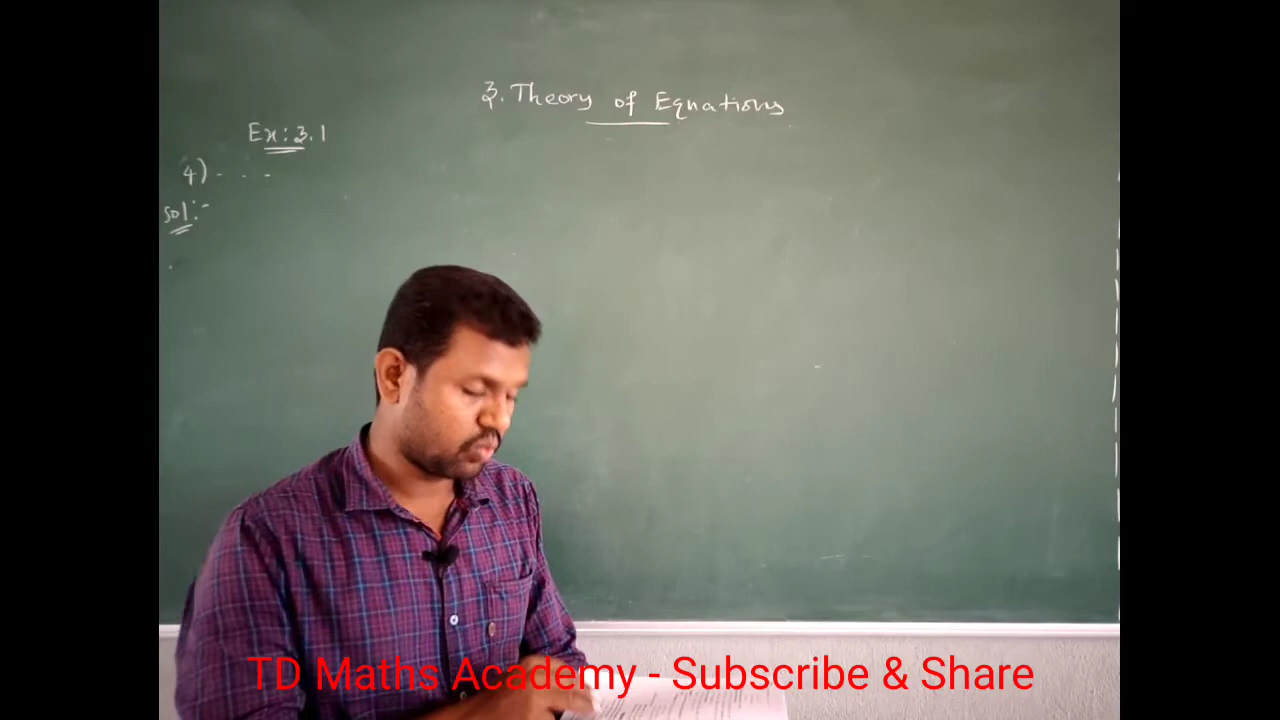 3. Theory of Equations
Ex: 3.1
4) - - -
Sol:-
TD Maths Academy - Subscribe & Share